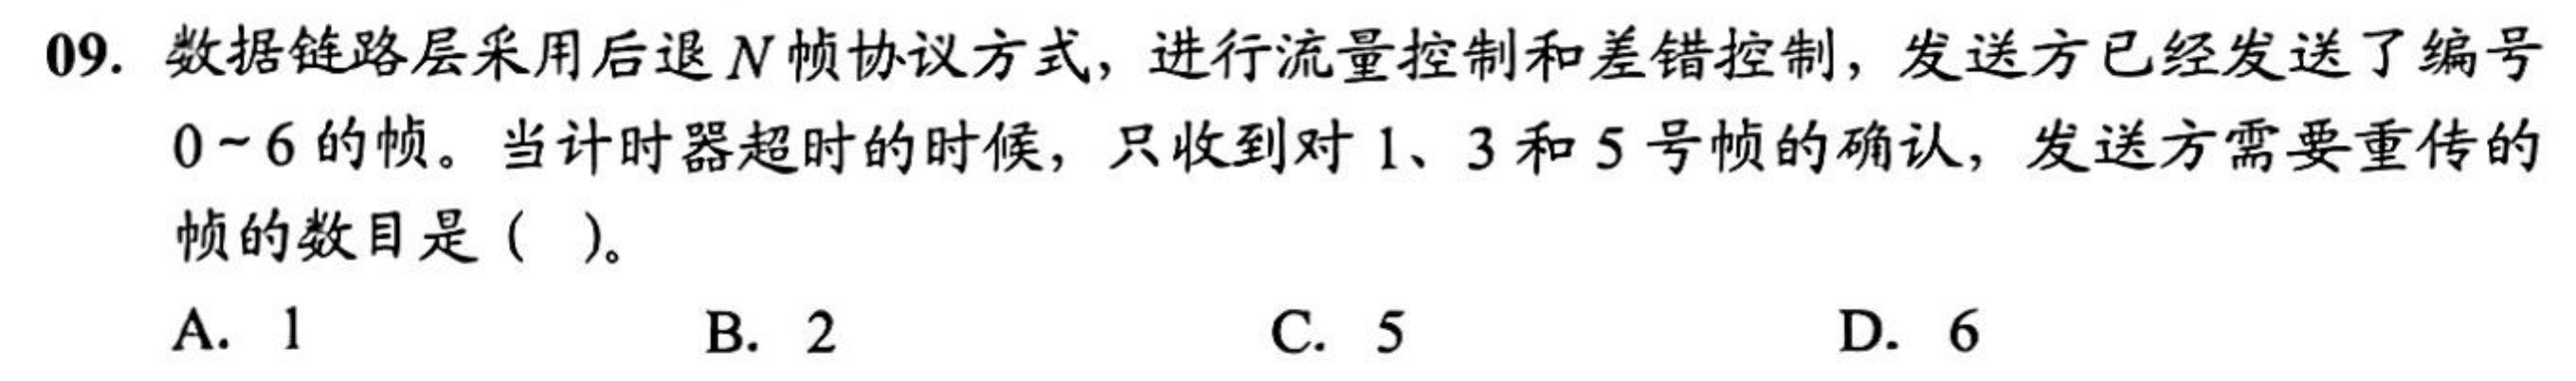 09. 数据链路层采用后退 N 帧协议方式，进行流量控制和差错控制，发送方已经发送了编号
0～6 的帧。当计时器超时的时候，只收到对 1、3 和 5 号帧的确认，发送方需要重传的
帧的数目是（ ）。
A. 1 B. 2 C. 5 D. 6